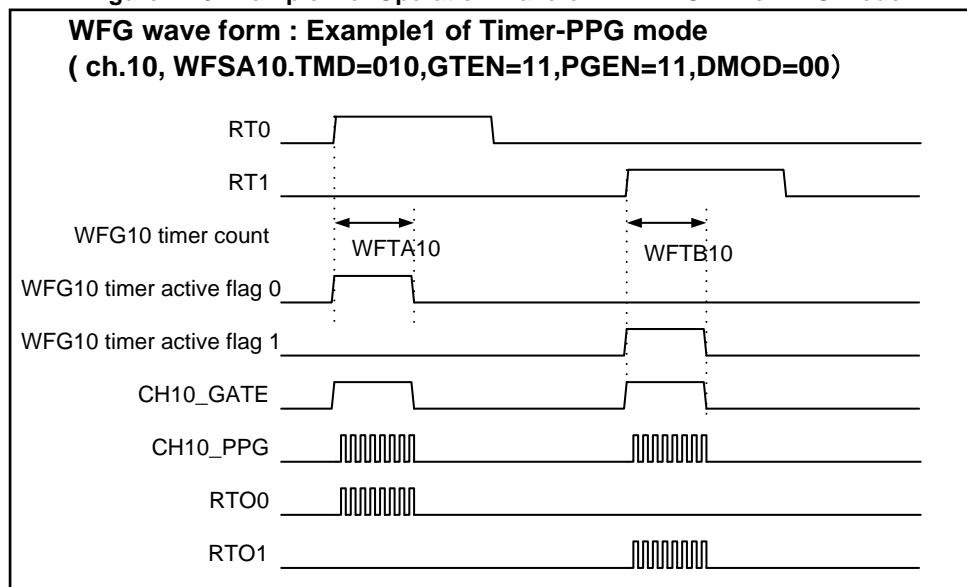 WFG wave form : Example1 of Timer-PPG mode
( ch.10, WFSA10.TMD=010,GTEN=11,PGEN=11,DMOD=00）
RT0
RT1
WFG10 timer count
WFTA10
WFTB10
WFG10 timer active flag 0
WFG10 timer active flag 1
CH10_GATE
CH10_PPG
RTO0
RTO1